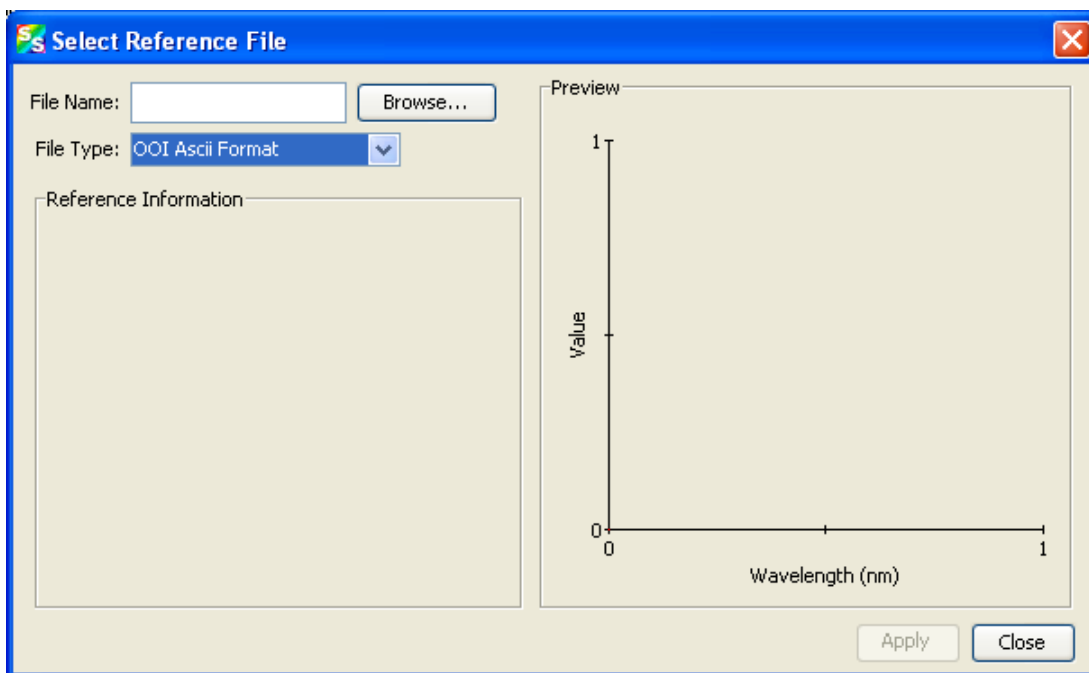 SS Select Reference File
File Name:
Browse...
File Type: OOI Ascii Format
Reference Information
Preview
1
Value
0
0
1
Wavelength (nm)
Apply
Close